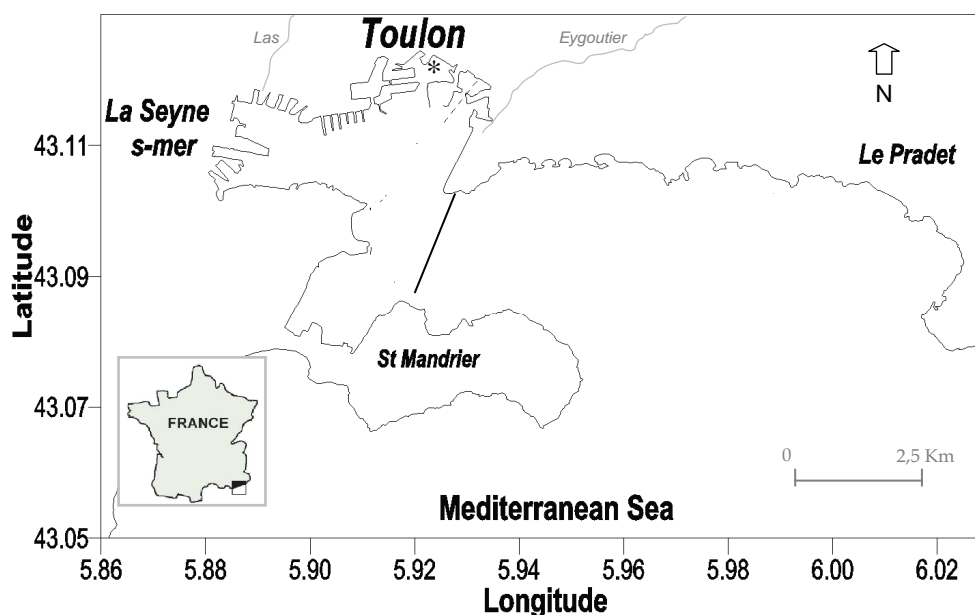 Las
Toulon
Eygoutier
*
N
La Seyne
s-mer
Le Pradet
43.11
43.09
43.07
43.05
Latitude
St Mandrier
FRANCE
0
2,5 Km
Mediterranean Sea
5.86 5.88 5.90 5.92 5.94 5.96 5.98 6.00 6.02
Longitude